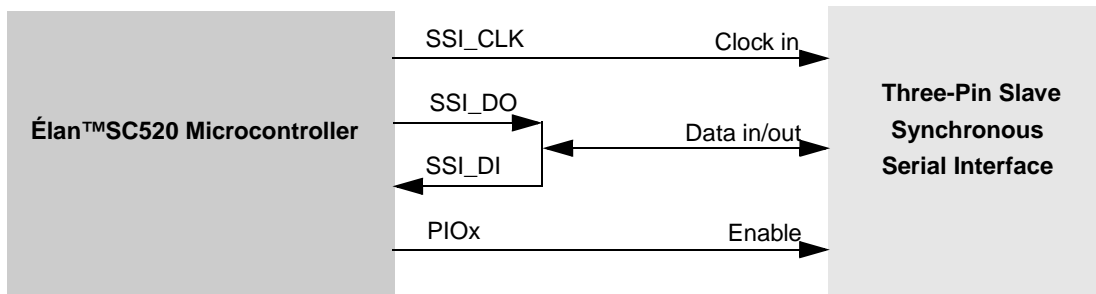 SSI_CLK
Clock in
SSI_DO
Élan™SC520 Microcontroller
Data in/out
SSI_DI
PIOx
Enable
Three-Pin Slave
Synchronous
Serial Interface